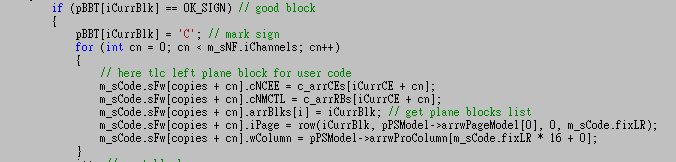 if (pBBT[iCurrBlk] == OK_SIGN) // good block
{
pBBT[iCurrBlk] = 'C'; // mark sign
for (int cn = 0; cn < m_sNF.iChannels; cn++)
{
// here tlc left plane block for user code
m_sCode.sFw[copies + cn].cNCEE = c_arrCEs[iCurrCE + cn];
m_sCode.sFw[copies + cn].cNMCTL = c_arrRBs[iCurrCE + cn];
m_sCode.sFw[copies + cn].arrBlks[i] = iCurrBlk; // get plane blocks list
m_sCode.sFw[copies + cn].iPage = row(iCurrBlk, pPSModel->arrwPageModel[0], 0, m_sCode.fixLR);
m_sCode.sFw[copies + cn].wColumn = pPSModel->arrwProColumn[m_sCode.fixLR * 16 + 0];
}